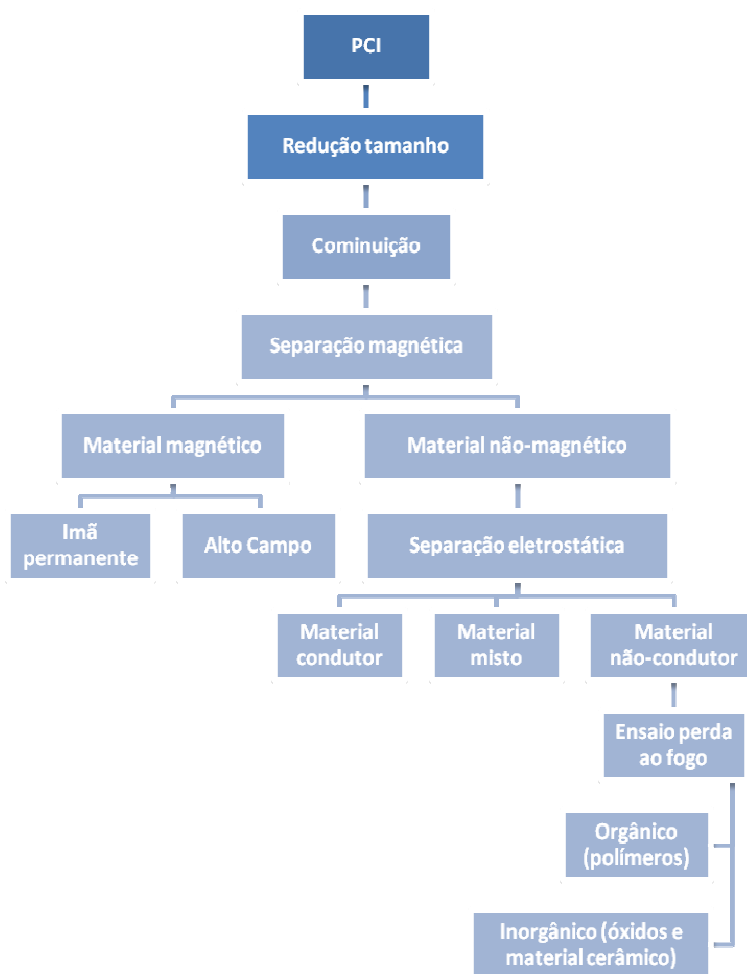 PCI
Redução tamanho
Cominuição
Separação magnética
Material magnético
Material não-magnético
Imã
permanente
Alto Campo
Separação eletrostática
Material
condutor
Material
misto
Material
não-condutor
Ensaio perda
ao fogo
Orgânico
(polímeros)
Inorgânico (óxidos e
material cerâmico)